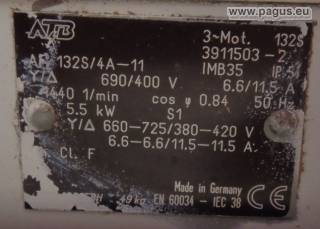 www.pagus.eu
ATB
3~Mot. 132S
AF 132S/4A-11 3911503-2
Y/Δ 690/400 V IMB35 IP 51
1440 1/min 6.6/11.5 A
5.5 kW cos φ 0.84 50 Hz
S1
Y/Δ 660-725/380-420 V
6.6-6.6/11.5-11.5 A
CL. F
Made in Germany CE
49 kg EN 60034 - IEC 38